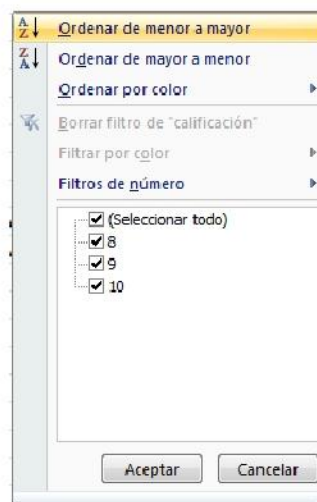 Ordenar de menor a mayor
Ordenar de mayor a menor
Ordenar por color
Borrar filtro de "calificación"
Filtrar por color
Filtros de número
(Seleccionar todo)
8
9
10
Aceptar
Cancelar